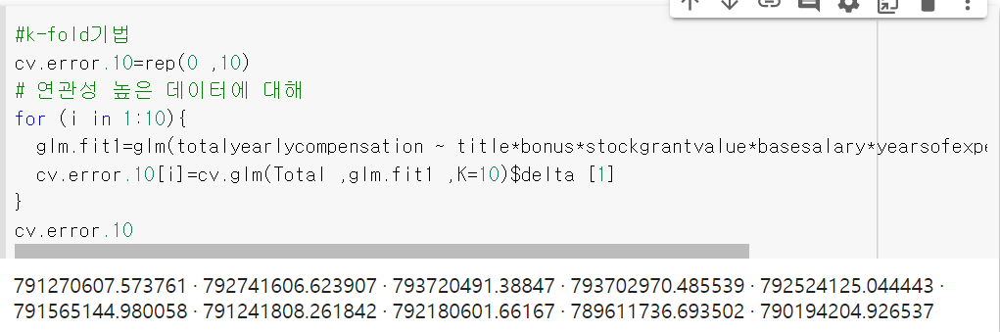 #k-fold기법
cv.error.10=rep(0 ,10)
# 연관성 높은 데이터에 대해
for (i in 1:10){
  glm.fit1=glm(totalyearlycompensation ~ title*bonus*stockgrantvalue*basesalary*yearsofexpe
  cv.error.10[i]=cv.glm(Total ,glm.fit1 ,K=10)$delta [1]
}
cv.error.10
791270607.573761 · 792741606.623907 · 793720491.38847 · 793702970.485539 · 792524125.044443 ·
791565144.980058 · 791241808.261842 · 792180601.66167 · 789611736.693502 · 790194204.926537